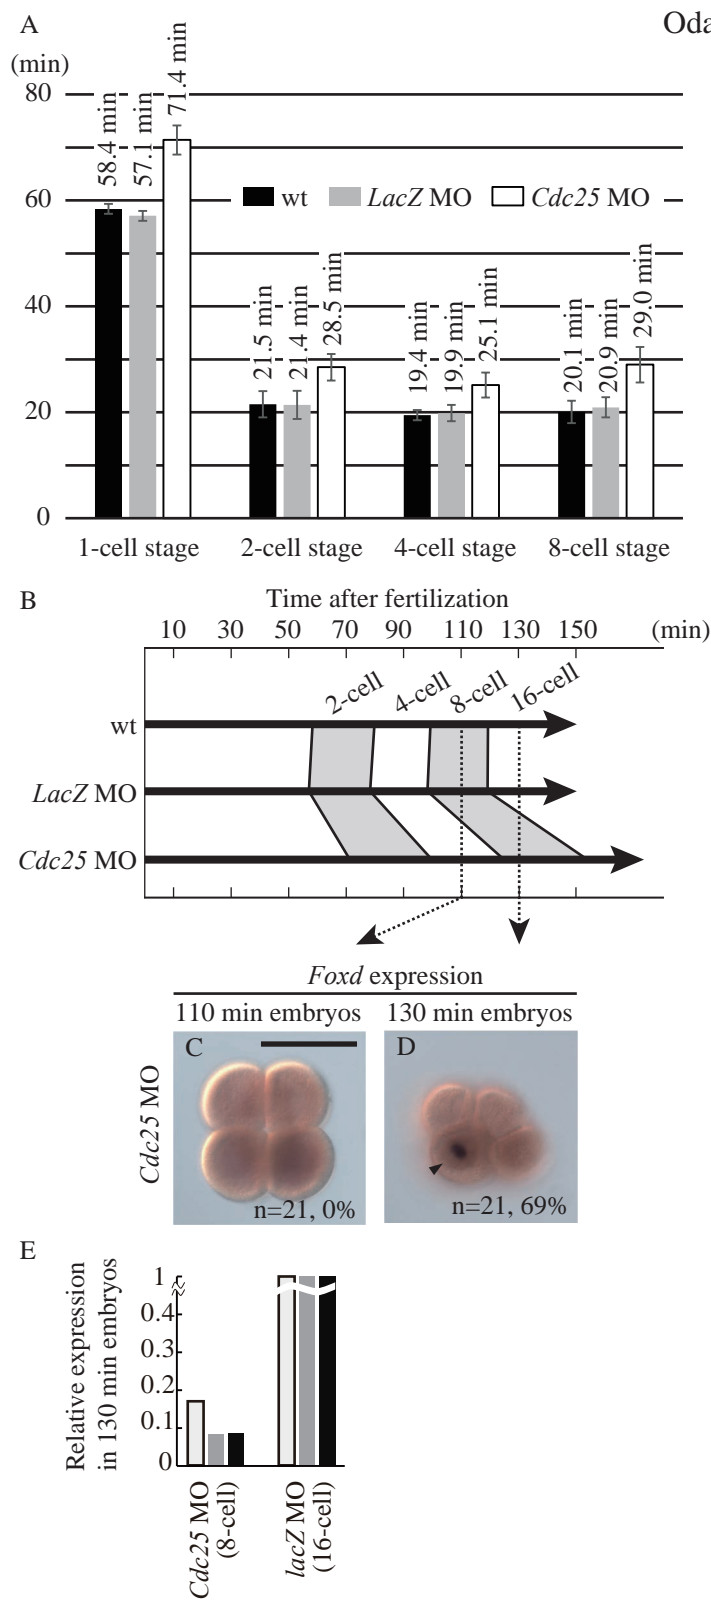 A
Oda
(min)
80
60
40
20
0
58.4 min
57.1 min
71.4 min
wt
LacZ MO
Cdc25 MO
21.5 min
21.4 min
28.5 min
19.4 min
19.9 min
25.1 min
20.1 min
20.9 min
29.0 min
1-cell stage
2-cell stage
4-cell stage
8-cell stage
B
Time after fertilization
10 30 50 70 90 110 130 150 (min)
2-cell
4-cell
8-cell
16-cell
wt
LacZ MO
Cdc25 MO
Foxd expression
110 min embryos
130 min embryos
Cdc25 MO
C
n=21, 0%
D
n=21, 69%
E
Relative expression
in 130 min embryos
1
0.4
0.3
0.2
0.1
0
Cdc25 MO
(8-cell)
lacZ MO
(16-cell)